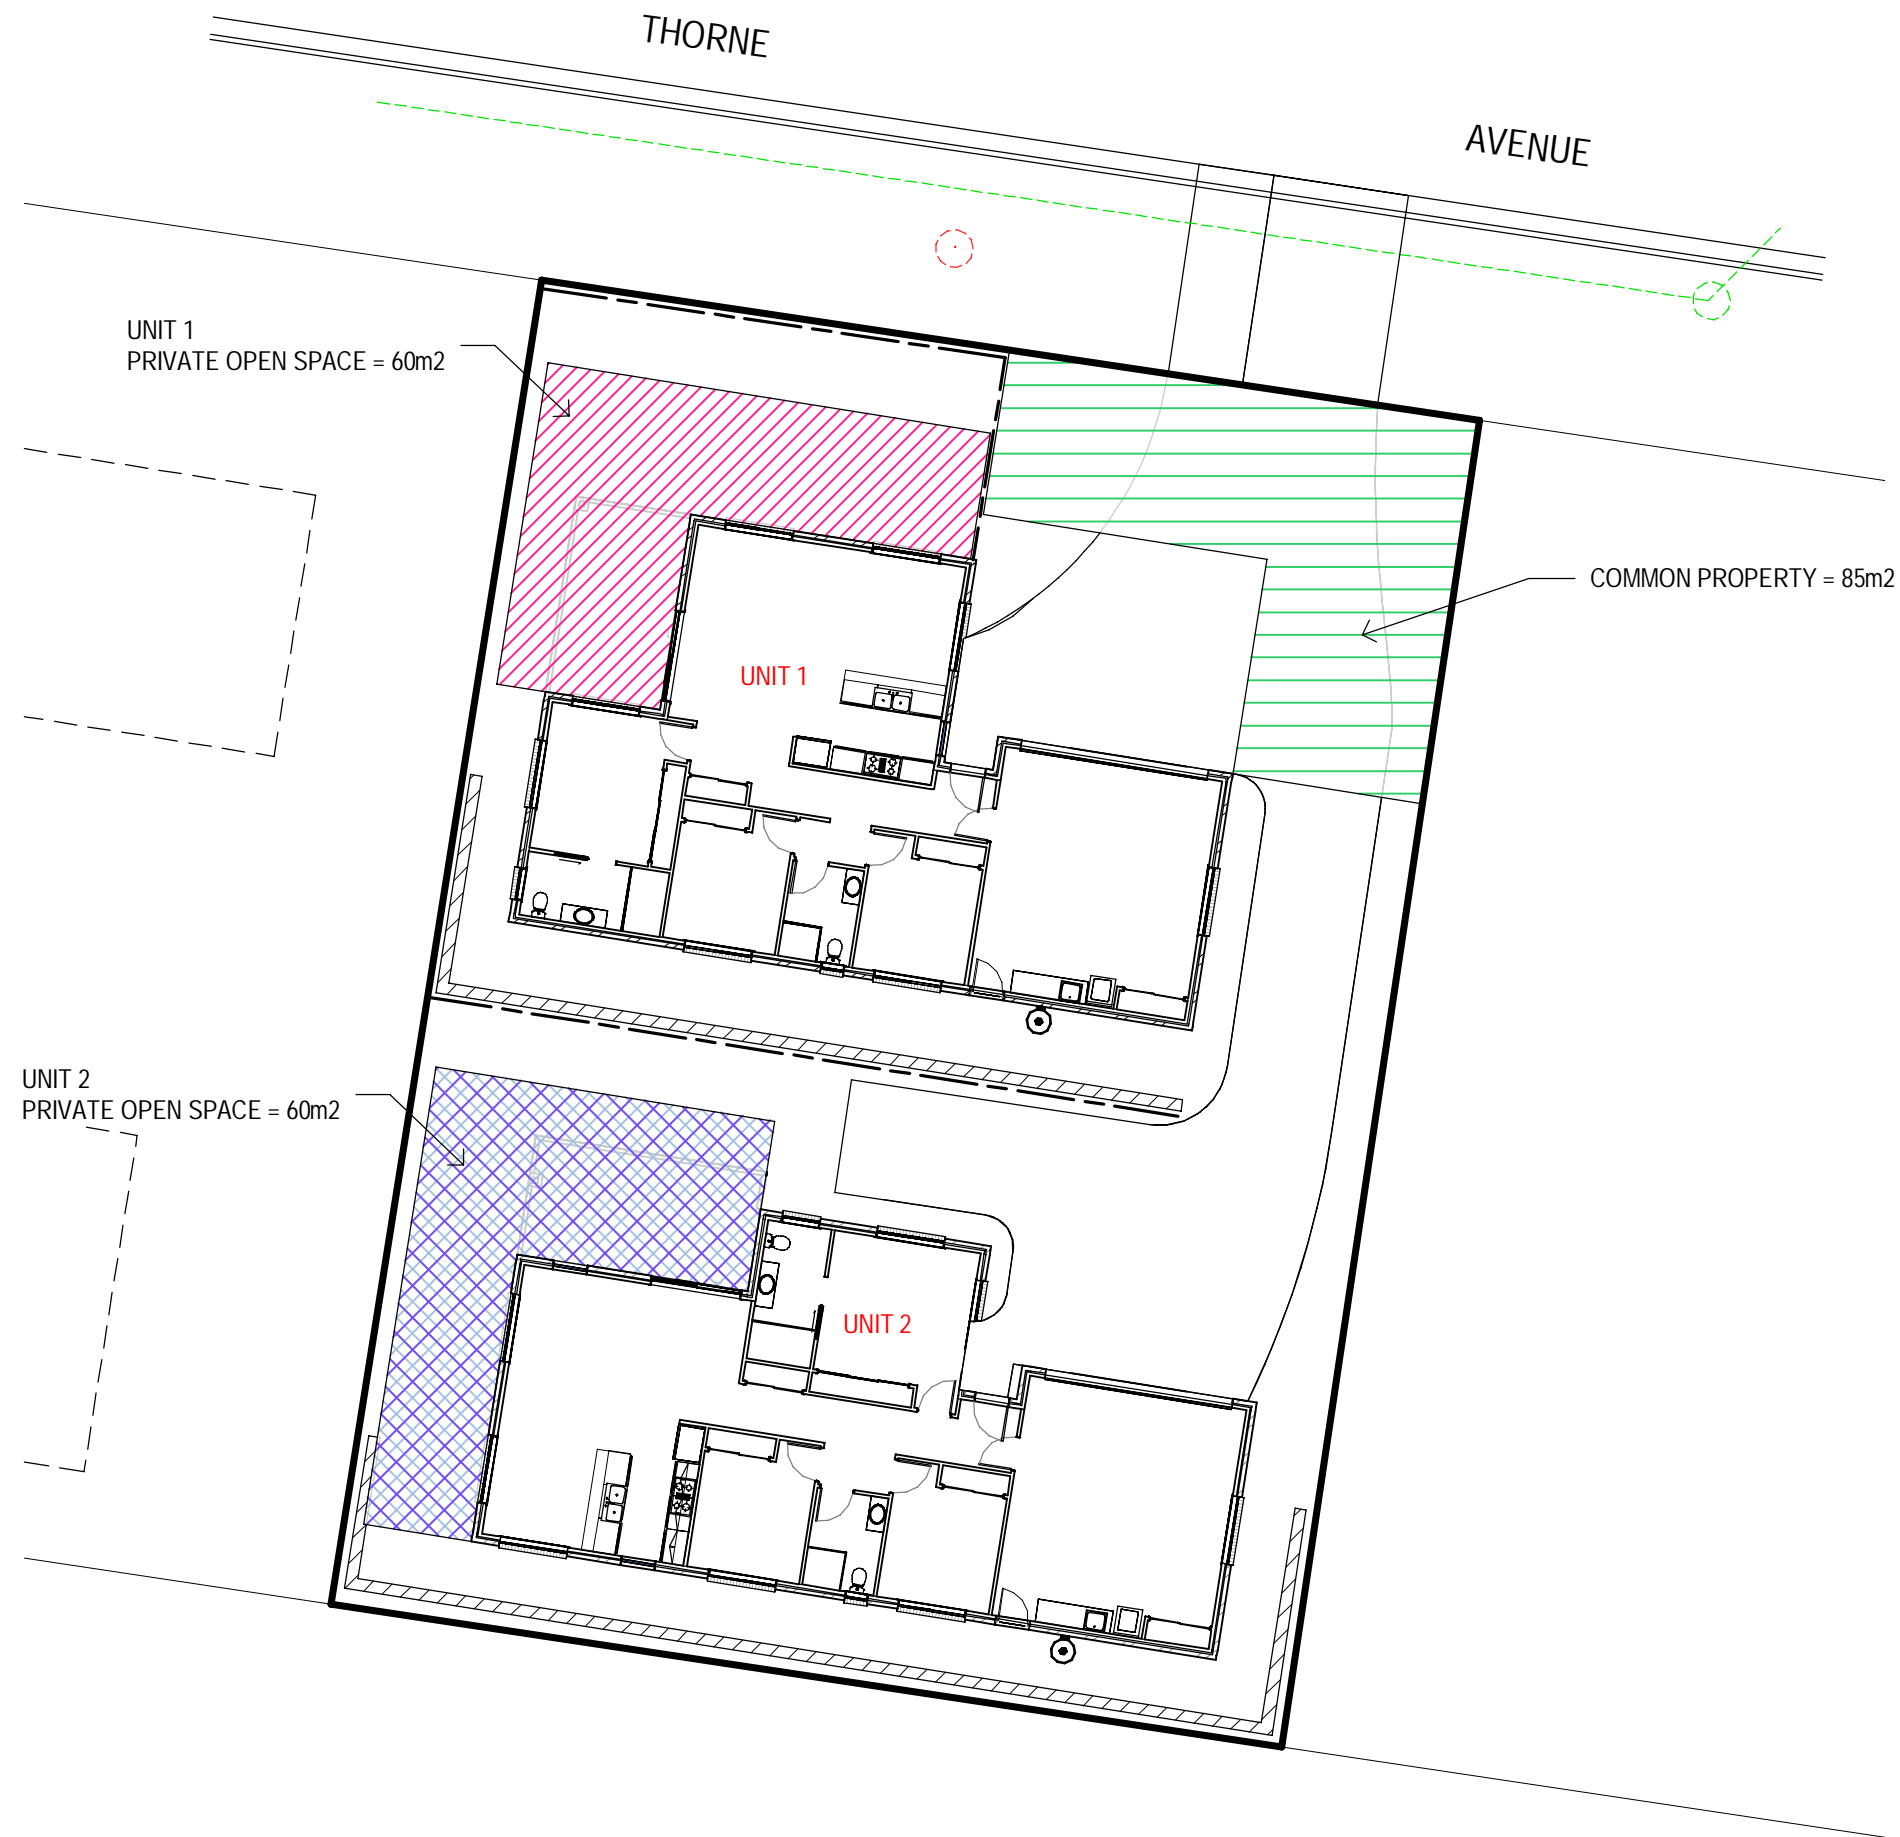 THORNE
AVENUE
UNIT 1
PRIVATE OPEN SPACE = 60m2
COMMON PROPERTY = 85m2
UNIT 1
UNIT 2
PRIVATE OPEN SPACE = 60m2
UNIT 2